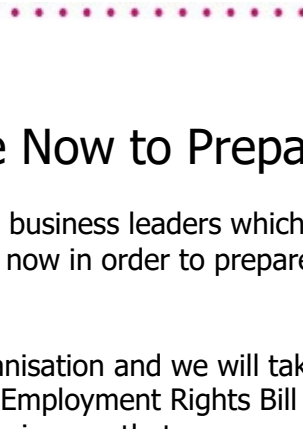 e Now to Prepa
business leaders which
now in order to prepare
anisation and we will tak
Employment Rights Bill